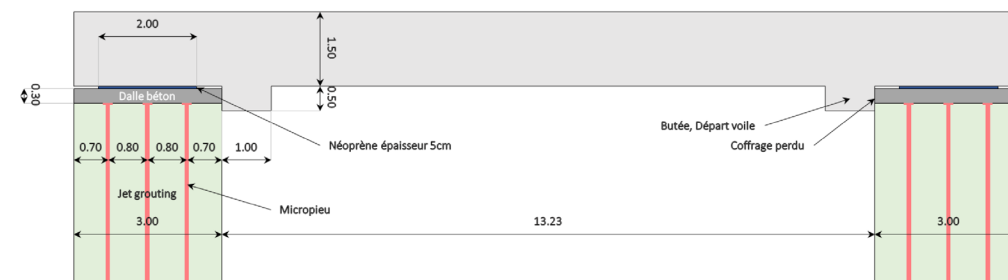 2.00
1.50
0.30
Dalle béton
0.50
Butée, Départ voile
Néoprène épaisseur 5cm
Coffrage perdu
0.70 0.80 0.80 0.70 1.00
Jet grouting
Micropieu
3.00 13.23 3.00